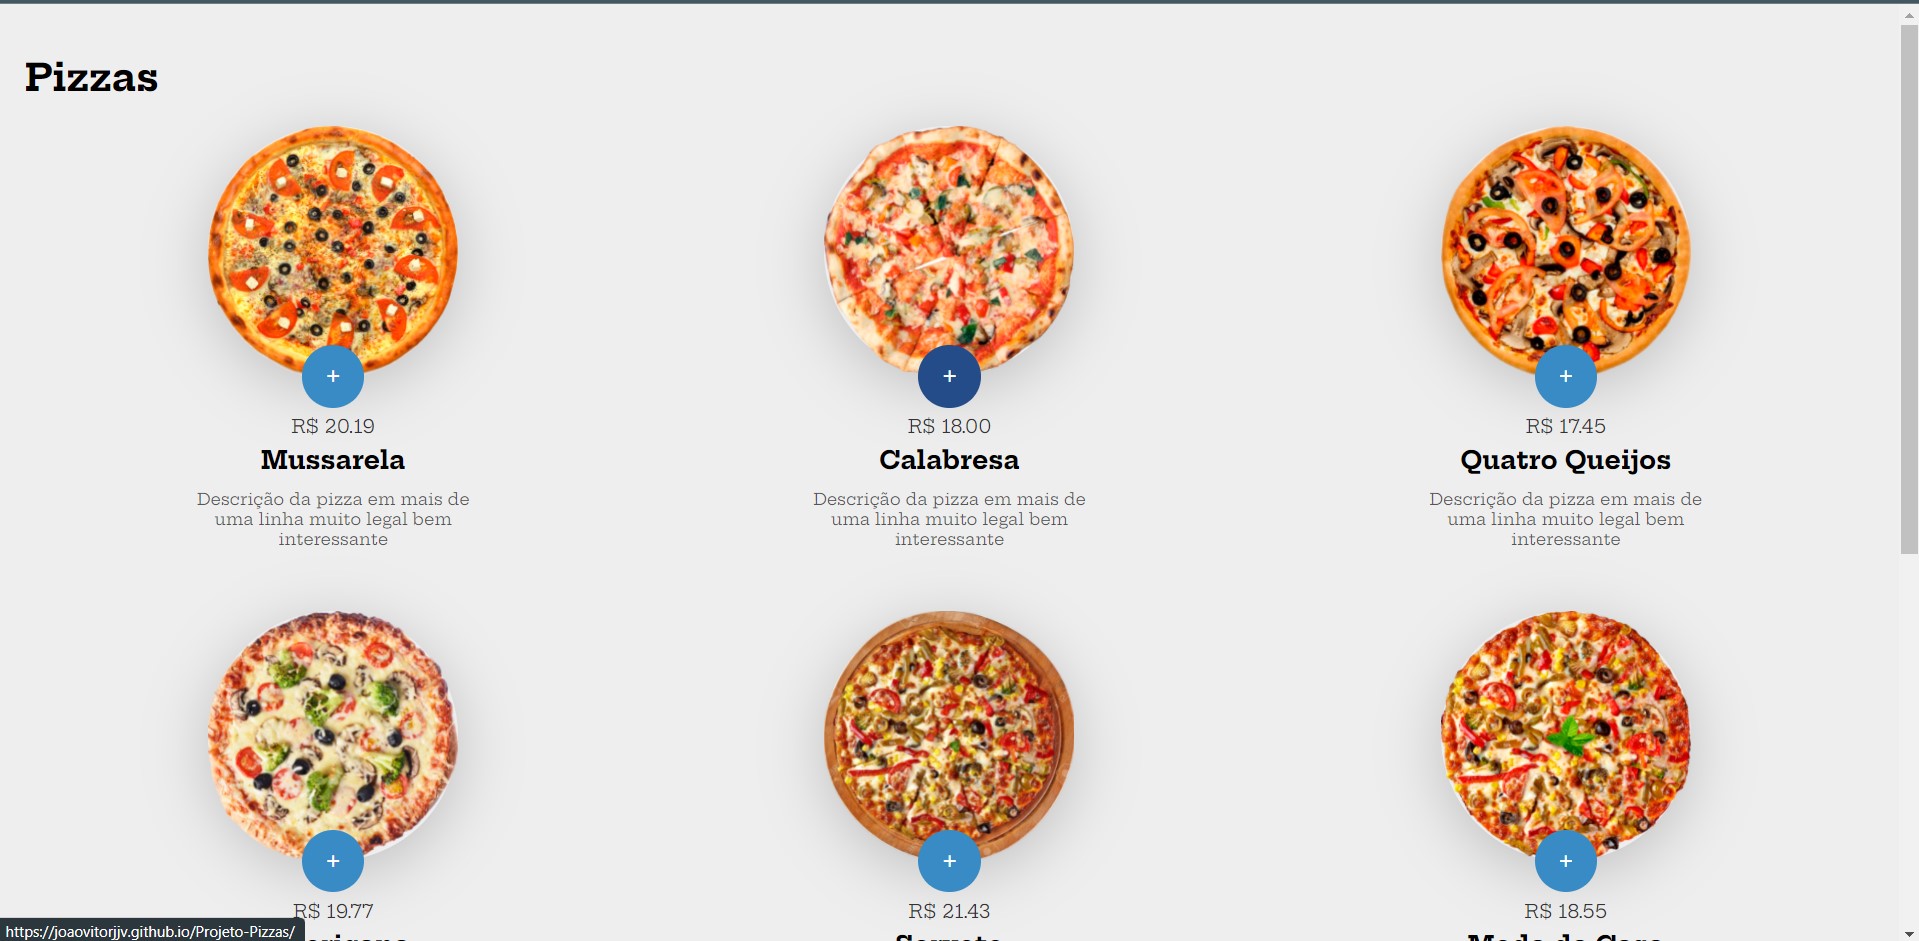 Pizzas
+
+
+
R$ 20.19
R$ 18.00
R$ 17.45
Mussarela
Calabresa
Quatro Queijos
Descrição da pizza em mais de
uma linha muito legal bem
interessante
Descrição da pizza em mais de
uma linha muito legal bem
interessante
Descrição da pizza em mais de
uma linha muito legal bem
interessante
+
+
+
R$ 19.77
R$ 21.43
R$ 18.55
https://joaovitorjjv.github.io/Projeto-Pizzas/